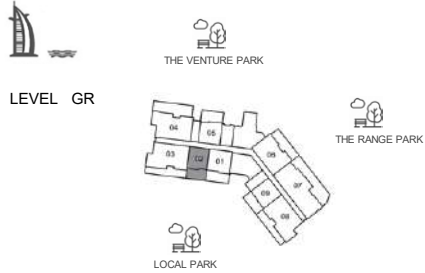 THE VENTURE PARK
LEVEL GR
THE RANGE PARK
04
05
03
02
01
06
07
09
08
LOCAL PARK